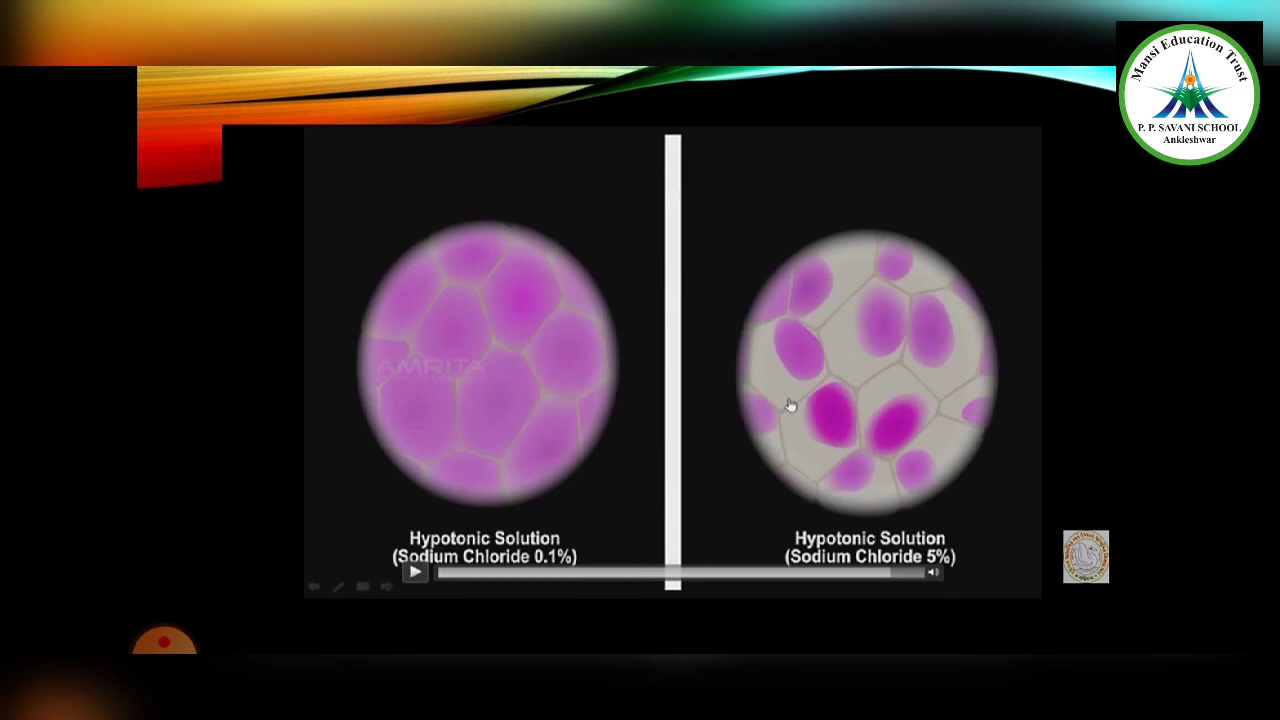 Mansi Education Trust
P. P. SAVANI SCHOOL
Ankleshwar
AMRITA
Hypotonic Solution
(Sodium Chloride 0.1%)
Hypotonic Solution
(Sodium Chloride 5%)